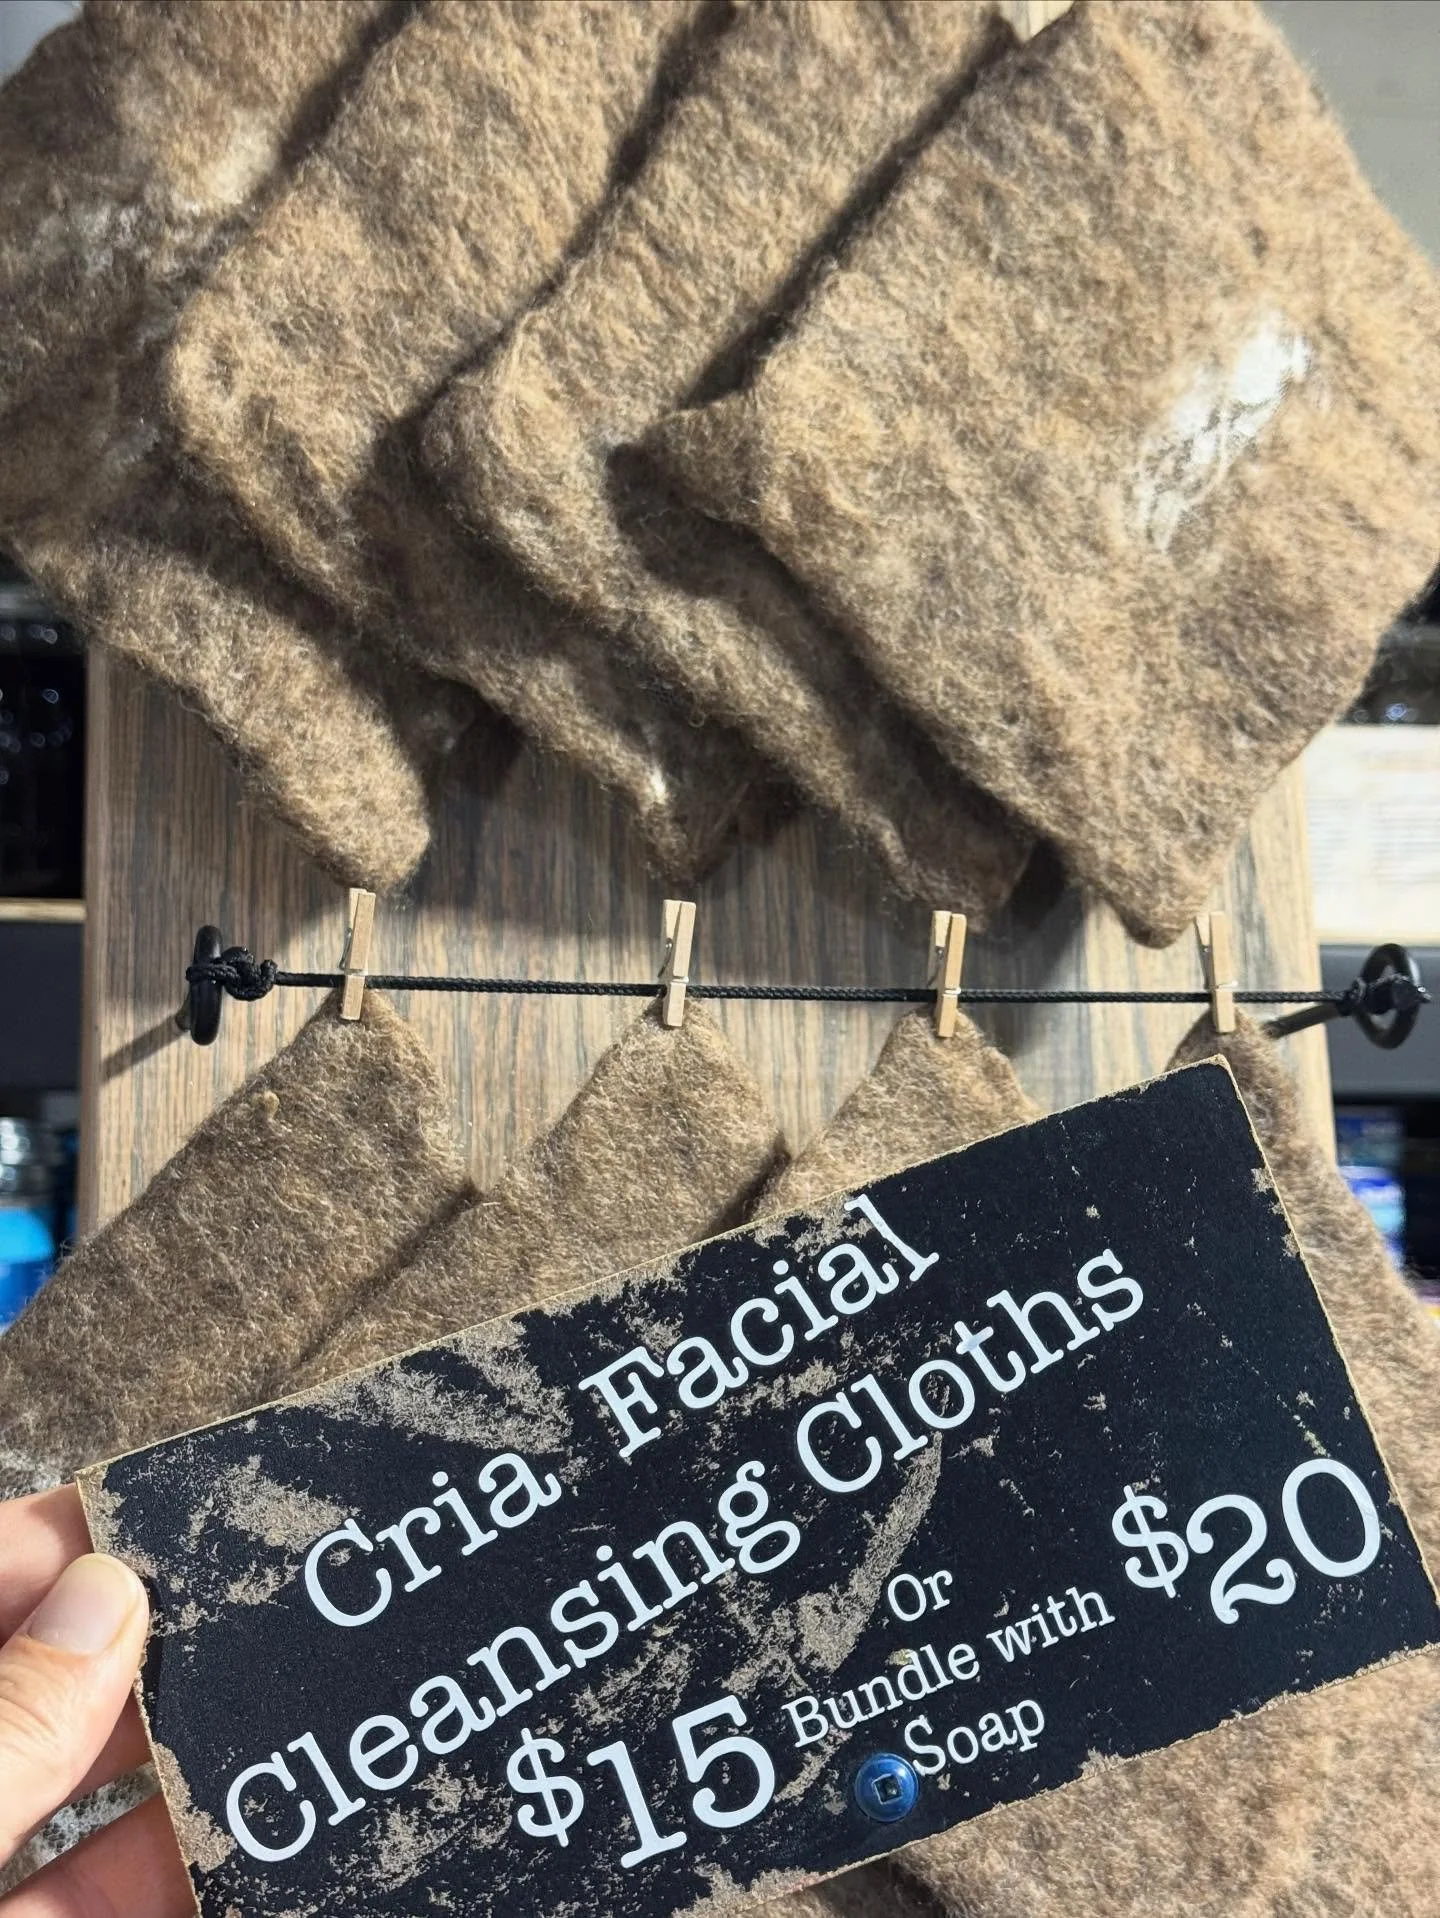 Cria Facial
Cleansing Cloths
$15 Or
Bundle with $20
Soap